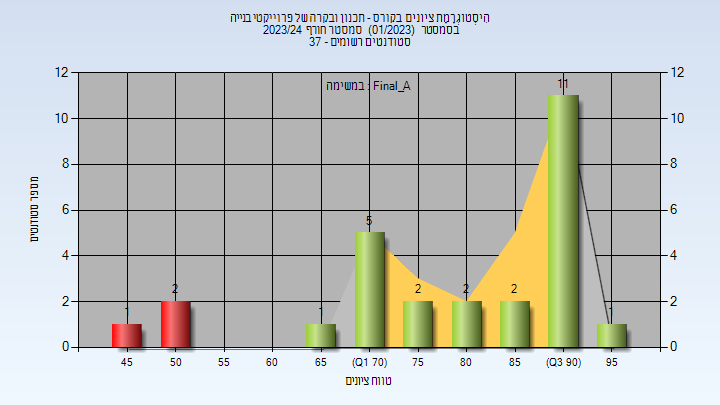 היסטוגרמת ציונים בקורס - תכנון ובקרה של פרוייקטי בנייה
בסמסטר (01/2023) סמסטר חורף 2023/24
סטודנטים רשומים - 37
במשימה : Final_A
12 12
10 10
8 8
6 6
4 4
2 2
0 0
1 2 1 5 2 2 2 11 1
45 50 55 60 65 (Q1 70) 75 80 85 (Q3 90) 95
מספר סטודנטים
טווח ציונים